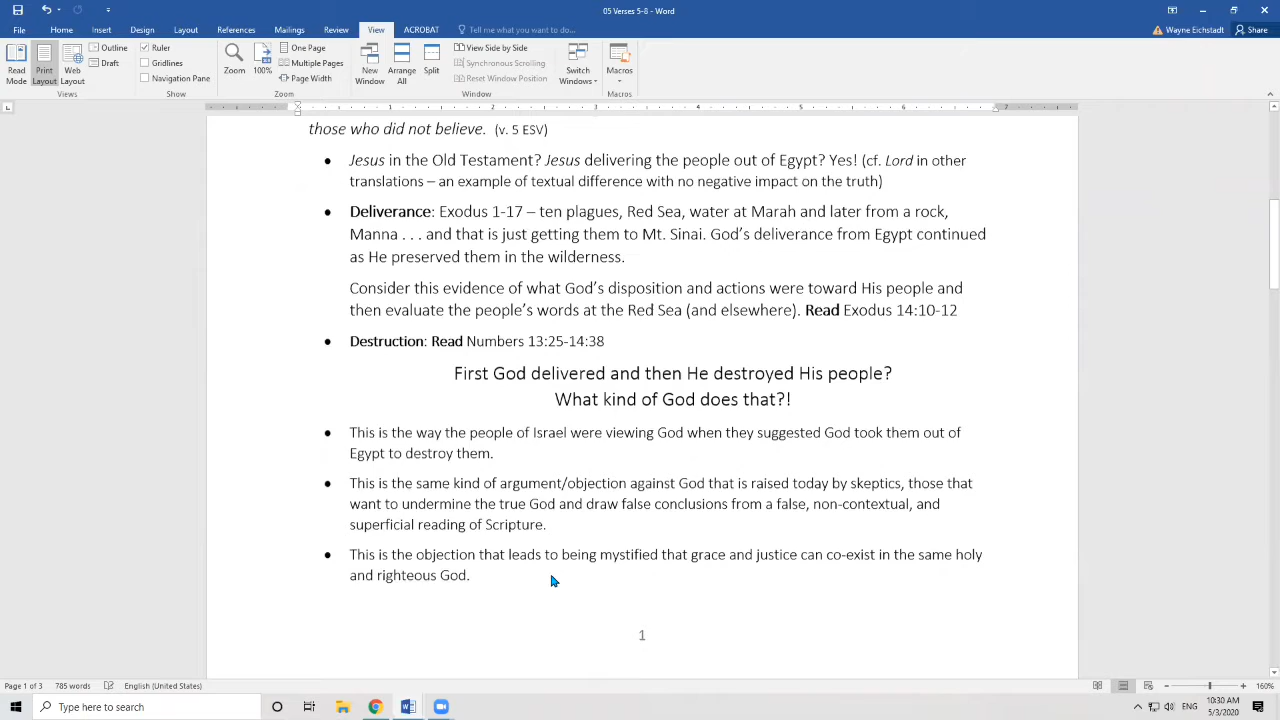 05 Verses 5-8 - Word
File Home Insert Design Layout References Mailings Review View ACROBAT Tell me what you want to do...
Wayne Eichstadt Share
Read Mode
Print Layout
Web Layout
Outline
Draft
Views
Ruler
Gridlines
Navigation Pane
Show
Zoom
100%
One Page
Multiple Pages
Page Width
Zoom
New Window
Arrange All
Split
View Side by Side
Synchronous Scrolling
Reset Window Position
Window
Switch Windows
Macros
Macros
1 2 3 4 5 6 7
those who did not believe. (v. 5 ESV)
• Jesus in the Old Testament? Jesus delivering the people out of Egypt? Yes! (cf. Lord in other
translations – an example of textual difference with no negative impact on the truth)
• Deliverance: Exodus 1-17 – ten plagues, Red Sea, water at Marah and later from a rock,
Manna . . . and that is just getting them to Mt. Sinai. God's deliverance from Egypt continued
as He preserved them in the wilderness.
Consider this evidence of what God's disposition and actions were toward His people and
then evaluate the people's words at the Red Sea (and elsewhere). Read Exodus 14:10-12
• Destruction: Read Numbers 13:25-14:38
First God delivered and then He destroyed His people?
What kind of God does that?!
• This is the way the people of Israel were viewing God when they suggested God took them out of
Egypt to destroy them.
• This is the same kind of argument/objection against God that is raised today by skeptics, those that
want to undermine the true God and draw false conclusions from a false, non-contextual, and
superficial reading of Scripture.
• This is the objection that leads to being mystified that grace and justice can co-exist in the same holy
and righteous God.
1
Page 1 of 3 785 words English (United States) 160%
Type here to search
ENG
10:30 AM
5/3/2020